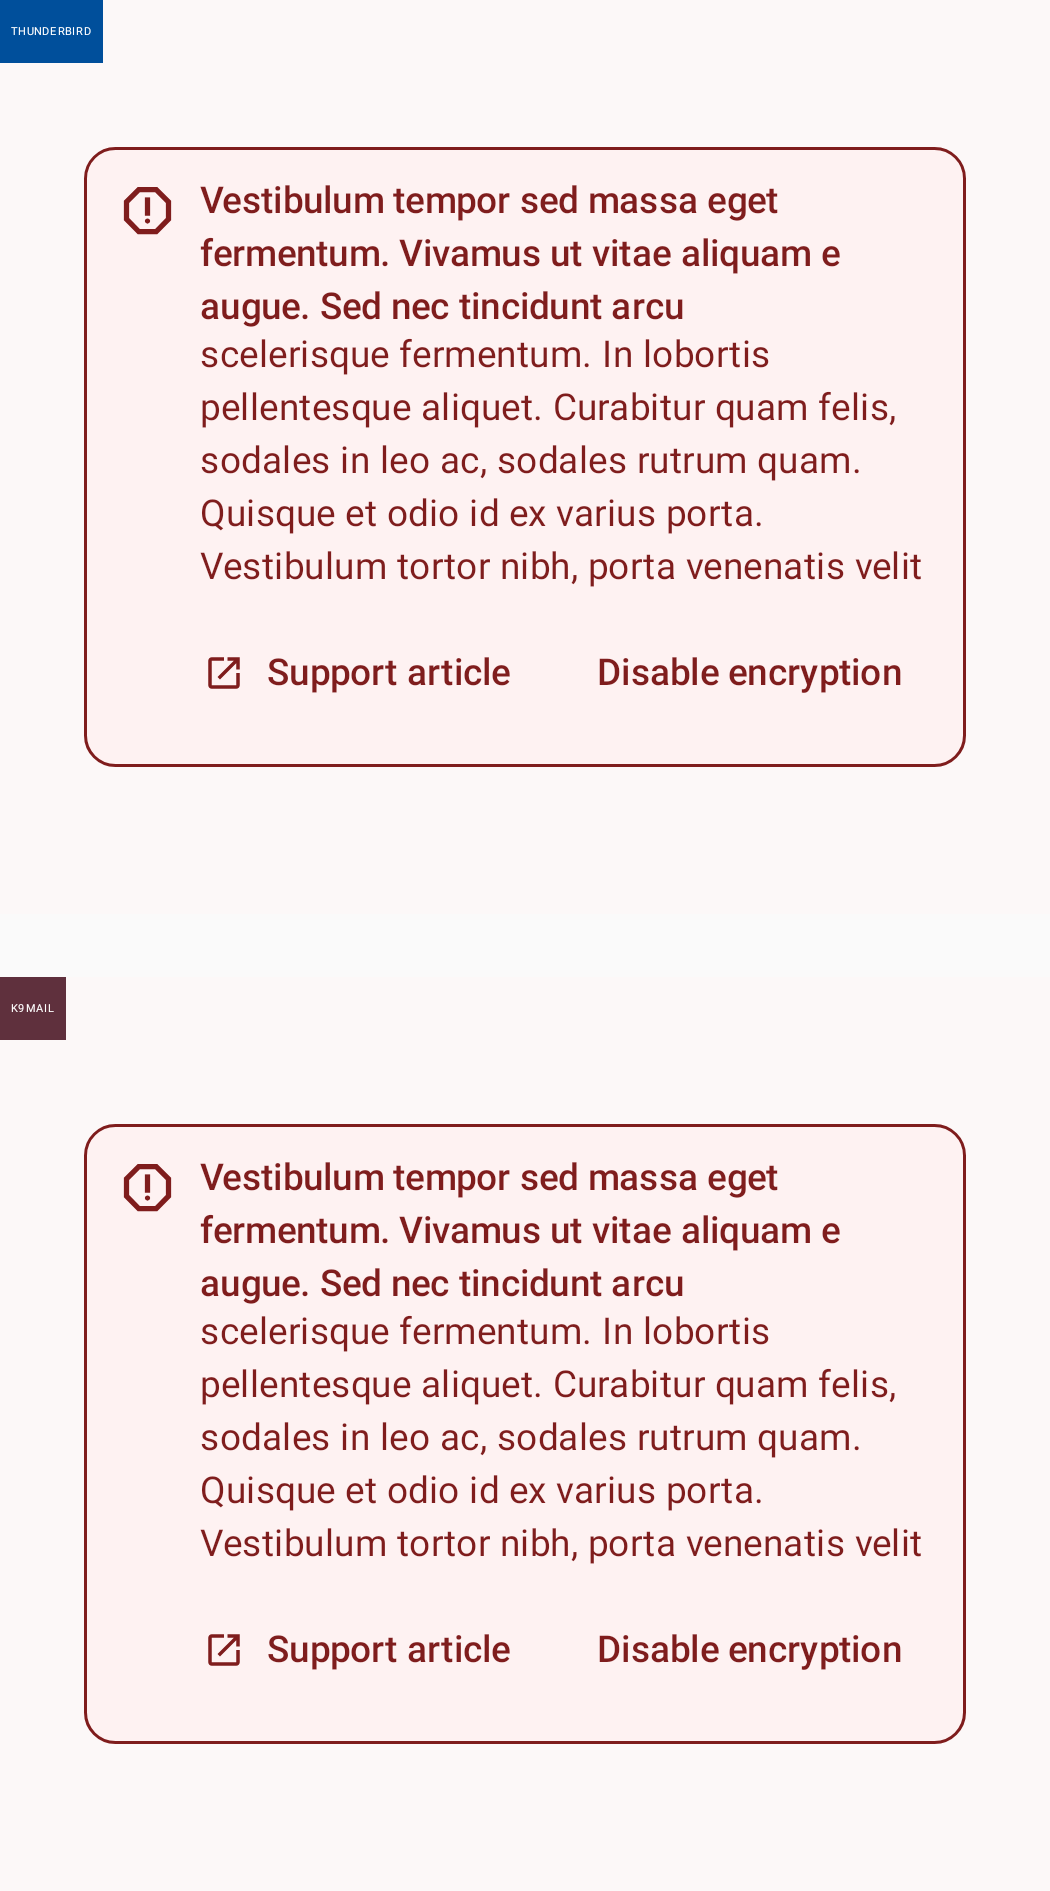 THUNDERBIRD
Vestibulum tempor sed massa eget
fermentum. Vivamus ut vitae aliquam e
augue. Sed nec tincidunt arcu
scelerisque fermentum. In lobortis
pellentesque aliquet. Curabitur quam felis,
sodales in leo ac, sodales rutrum quam.
Quisque et odio id ex varius porta.
Vestibulum tortor nibh, porta venenatis velit
Support article Disable encryption
K9MAIL
Vestibulum tempor sed massa eget
fermentum. Vivamus ut vitae aliquam e
augue. Sed nec tincidunt arcu
scelerisque fermentum. In lobortis
pellentesque aliquet. Curabitur quam felis,
sodales in leo ac, sodales rutrum quam.
Quisque et odio id ex varius porta.
Vestibulum tortor nibh, porta venenatis velit
Support article Disable encryption